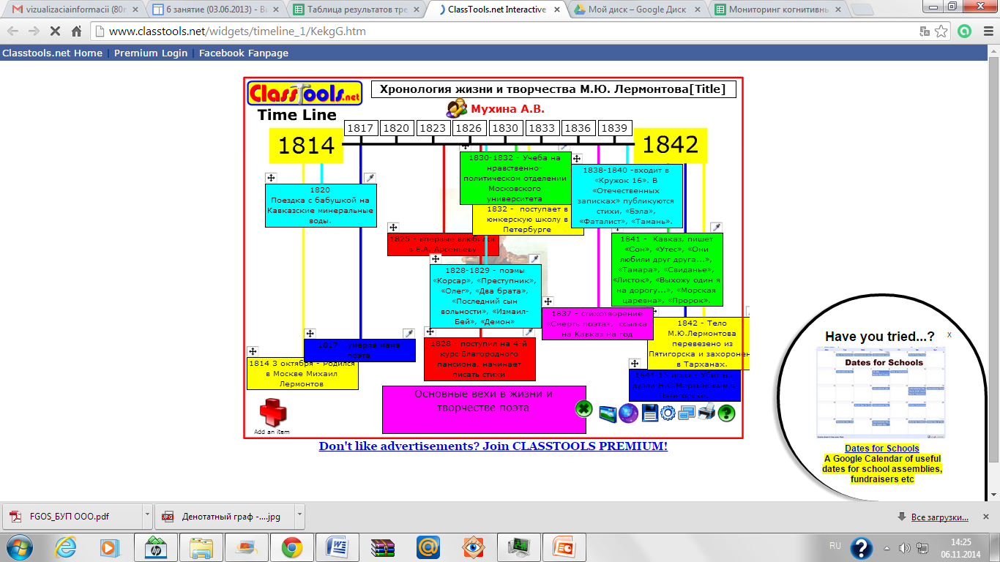 vizualizaciainformacii (80п
6 занятие (03.06.2013) - Ви
Таблица результатов тре
ClassTools.net Interactive
Мой диск – Google Диск
Мониторинг когнитивнь
www.classtools.net/widgets/timeline_1/KekgG.htm
Classtools.net Home | Premium Login | Facebook Fanpage
ClassTools.net
Хронология жизни и творчества М.Ю. Лермонтова[Title]
Time Line
Мухина А.В.
1817 1820 1823 1826 1830 1833 1836 1839
1814
1842
1830-1832 - Учеба на
нравственно-
политическом отделении
Московского
университета
1838-1840 -входит в
«Кружок 16». В
«Отечественных
записках» публикуются
стихи, «Бэла»,
«Фаталист», «Тамань».
1820
Поездка с бабушкой на
Кавказские минеральные
воды.
1832 - поступает в
юнкерскую школу в
Петербурге
1825 - впервые влюбился
в Е.А. Арсеньеву
1841 - Кавказ, пишет
«Сон», «Утес», «Они
любили друг друга...»,
«Тамара», «Свиданье»,
«Листок», «Выхожу один я
на дорогу...», «Морская
царевна», «Пророк».
1828-1829 - поэмы
«Корсар», «Преступник»,
«Олег», «Два брата»,
«Последний сын
вольности», «Измаил-
Бей», «Демон»
1837 - стихотворение
«Смерть поэта», ссылка
на Кавказ на год
1842 - Тело
М.Ю.Лермонтова
перевезено из
Пятигорска и захоронен
в Тарханах.
1817 - умерла мама
поэта
1828 - поступил на 4-й
курс Благородного
пансиона, начинает
писать стихи
1814 3 октября - Родился
в Москве Михаил
Лермонтов
1841 15 июля - Убит на
дуэли Н.С.Мартыновым в
Пятигорске.
Основные вехи в жизни и
творчестве поэта
Add an item
Don't like advertisements? Join CLASSTOOLS PREMIUM!
Have you tried...?
x
Dates for Schools
Dates for Schools
A Google Calendar of useful
dates for school assemblies,
fundraisers etc
FGOS_БУП ООО.pdf
Денотатный граф -....jpg
Все загрузки...
RU
14:25
06.11.2014